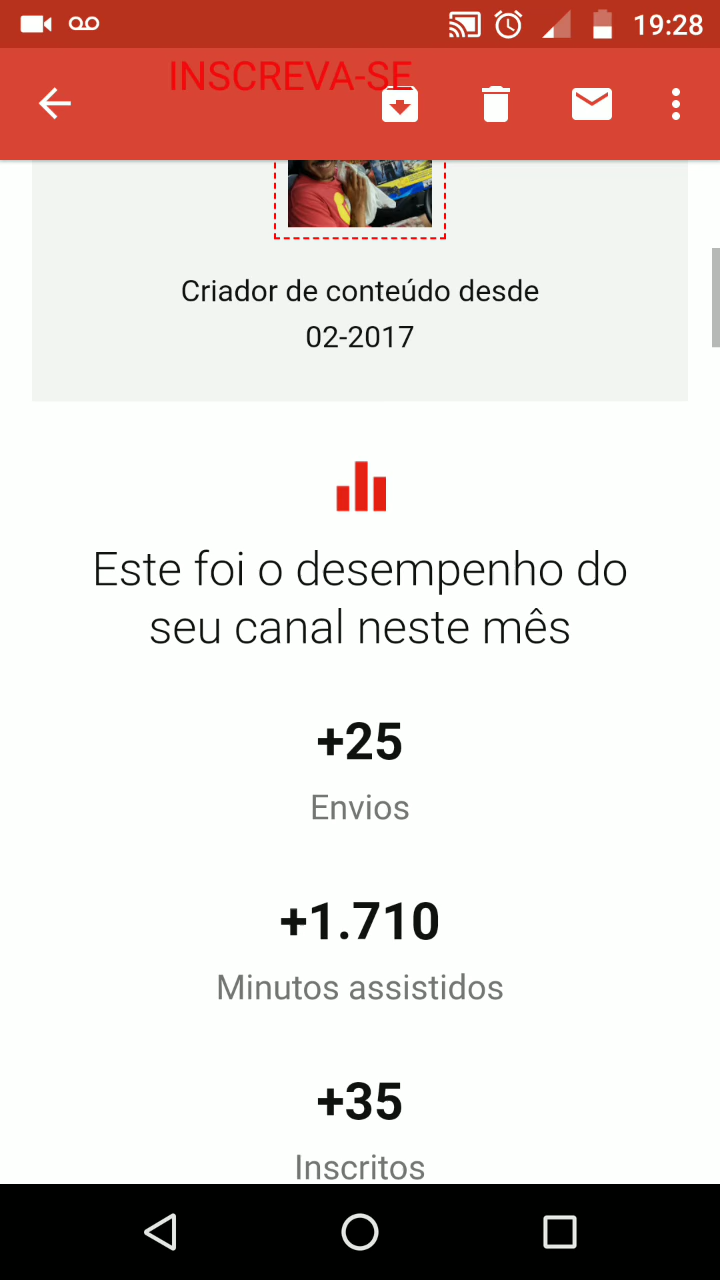 19:28
INSCREVA-SE
Criador de conteúdo desde
02-2017
Este foi o desempenho do
seu canal neste mês
+25
Envios
+1.710
Minutos assistidos
+35
Inscritos